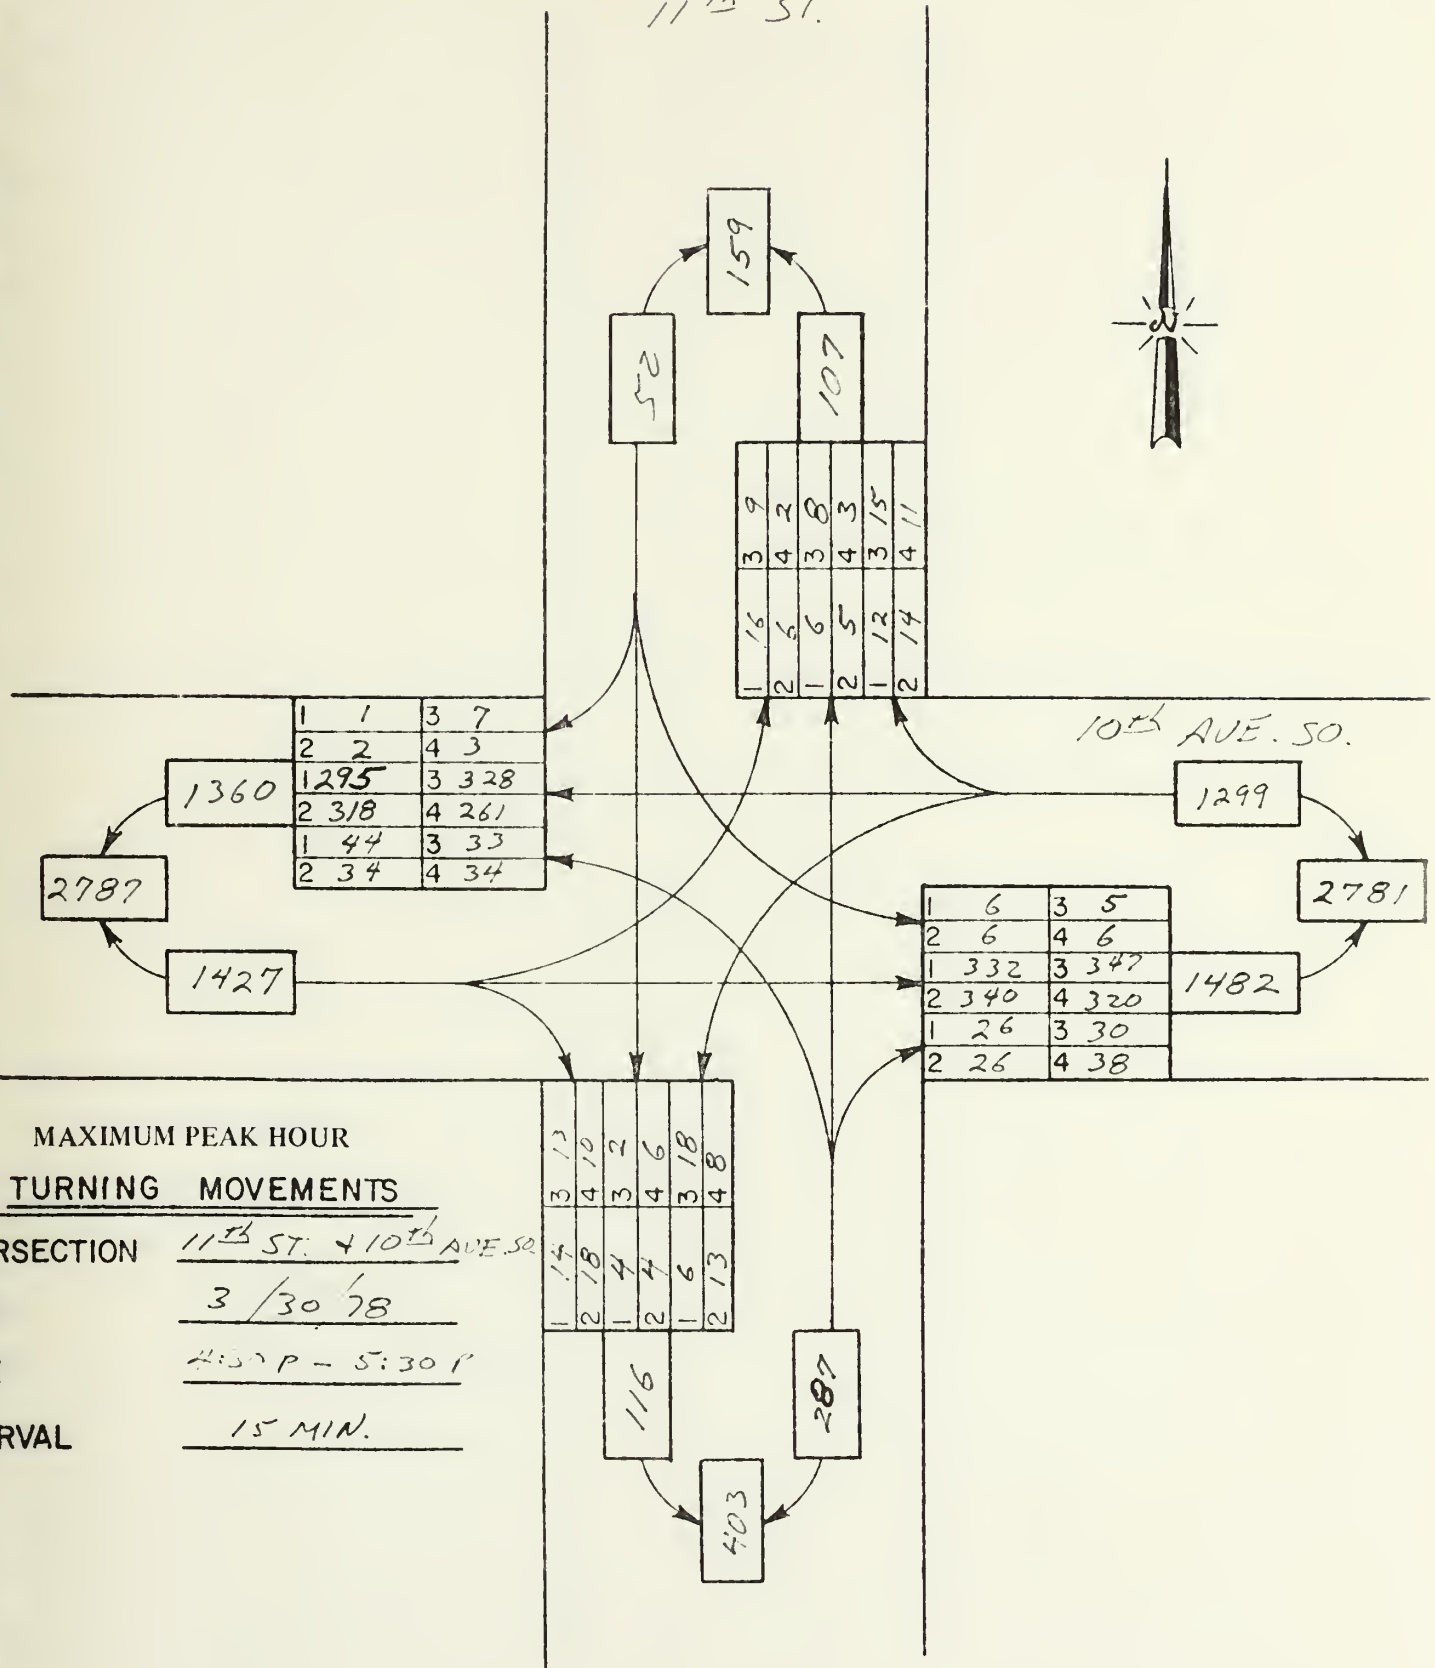 11th ST.
159
52
107
1 16 3 9
2 6 4 2
1 6 3 8
2 5 4 3
1 12 3 15
2 14 4 11
N
10th AVE. SO.
1 1 3 7
2 2 4 3
1 295 3 328
2 318 4 261
1 44 3 33
2 34 4 34
1360
2787
1427
1299
2781
1482
1 6 3 5
2 6 4 6
1 332 3 347
2 340 4 320
1 26 3 30
2 26 4 38
1 14 3 13
2 18 4 10
1 4 3 2
2 4 4 6
1 6 3 18
2 13 4 8
116
287
403
MAXIMUM PEAK HOUR
TURNING MOVEMENTS
RSECTION 11th ST. & 10th AVE. SO.
3/30/78
4:30 P - 5:30 P
RVAL 15 MIN.